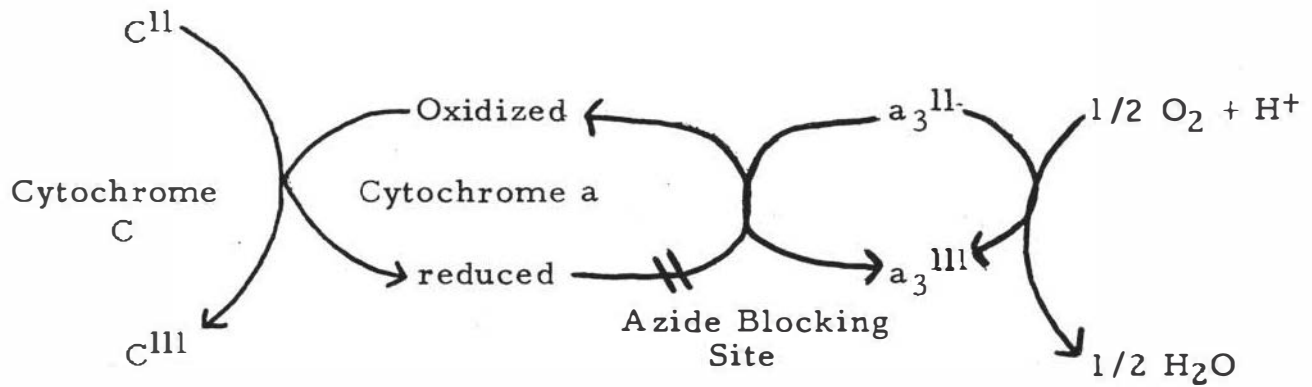 C^II
Oxidized
a₃^II
1/2 O₂ + H⁺
Cytochrome
C
Cytochrome a
reduced
a₃^III
Azide Blocking
Site
C^III
1/2 H₂O